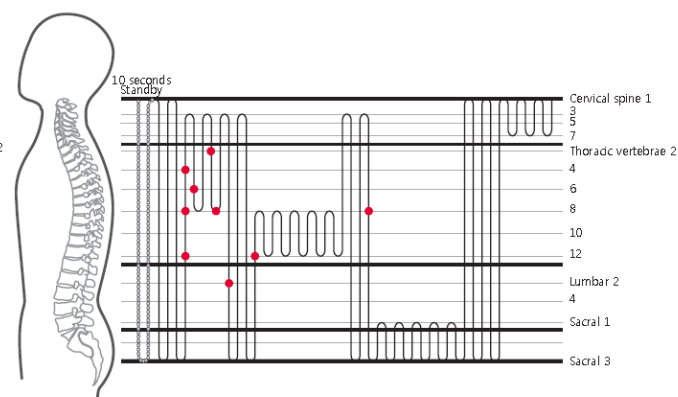 10 seconds
Standby
Cervical spine 1
3
5
7
2
Thoracic vertebrae 2
4
6
8
10
12
Lumbar 2
4
Sacral 1
Sacral 3